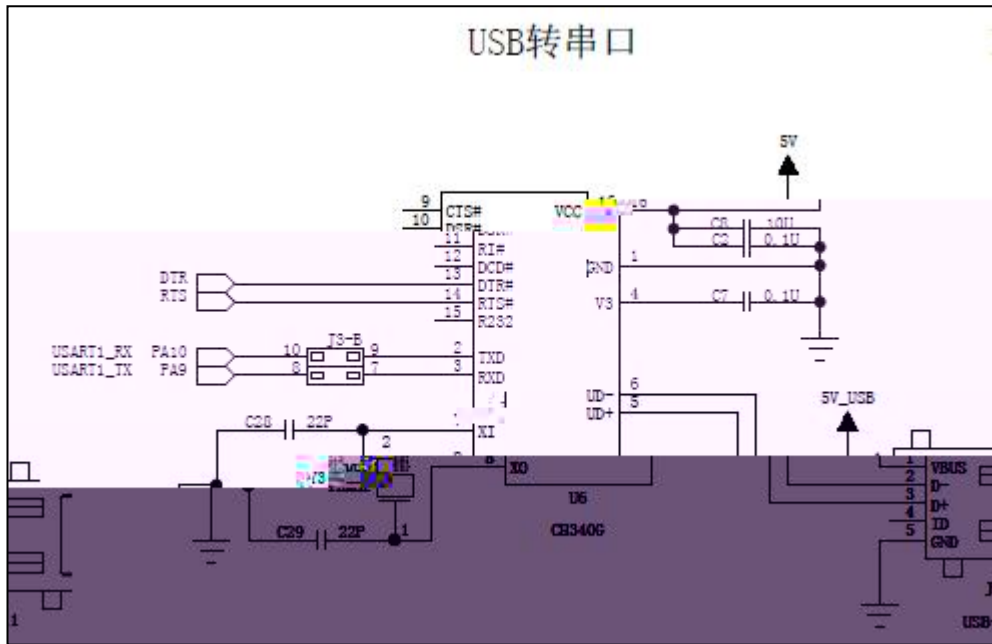 USB转串口
5V
9 CTS# VCC
10 DSR# C8 10U
11 RI# C2 0.1U
12 DCD# GND 1
DTR 13 DTR#
RTS 14 RTS# V3 4 C7 0.1U
15 R232
J3-B
USART1_RX PA10 10 9 2 TXD
USART1_TX PA9 8 7 3 RXD
UD- 6
UD+ 5
5V_USB
C28 22P XI
2
8 XO 1 VBUS
U6 2 D-
3 D+
C29 22P 1 CH340G 4 ID
5 GND
1
USB